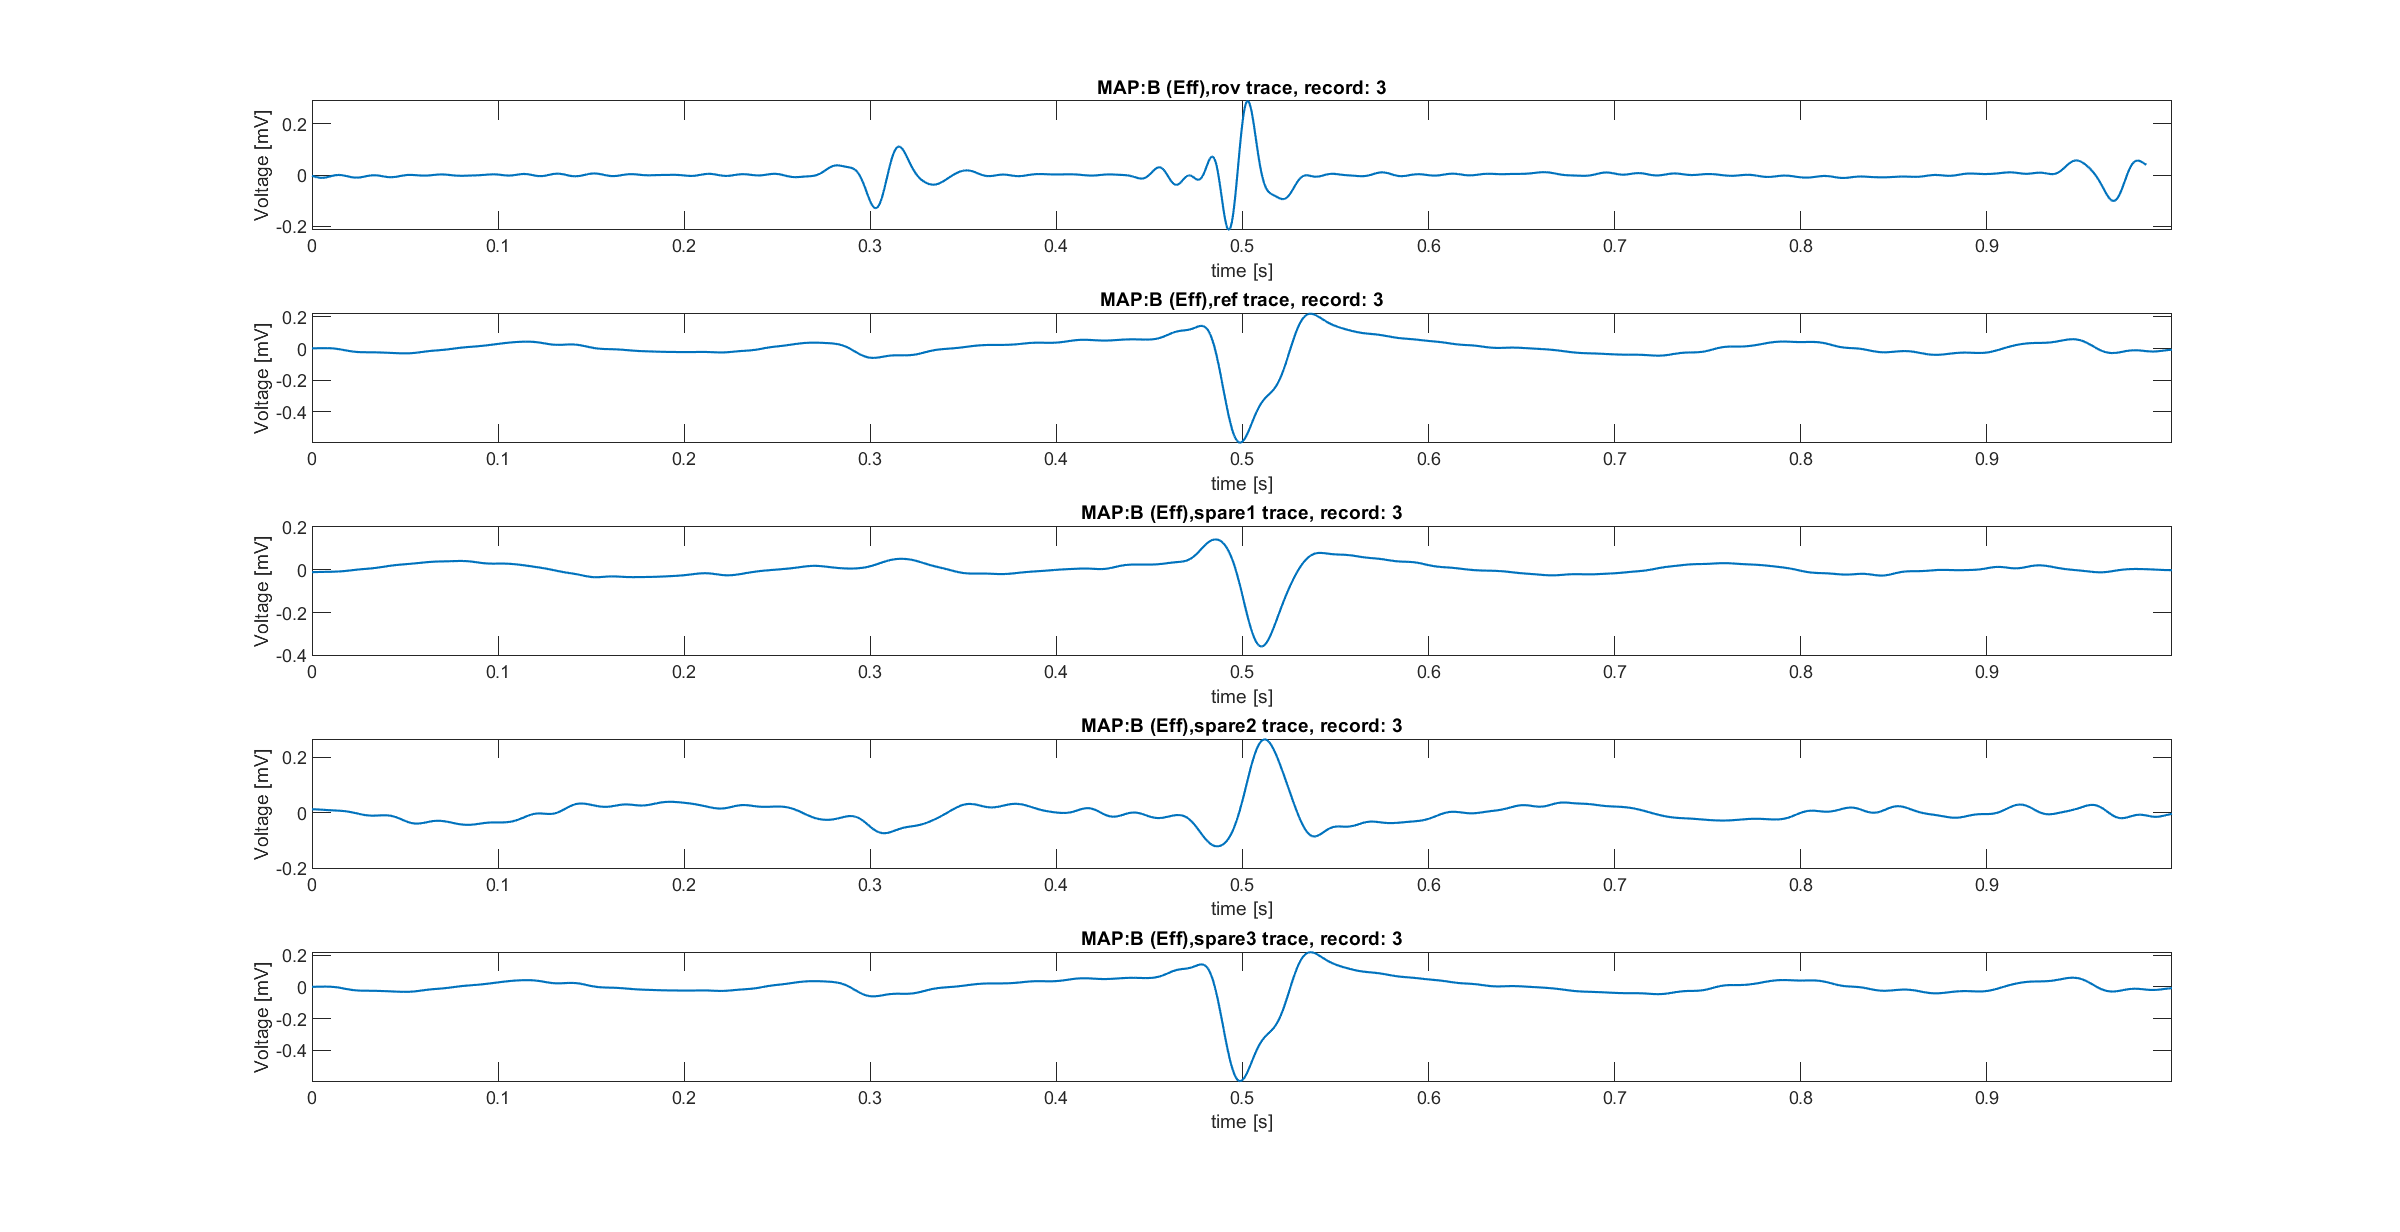 MAP:B (Eff),rov trace, record: 3
Voltage [mV]
0.2
0
-0.2
0 0.1 0.2 0.3 0.4 0.5 0.6 0.7 0.8 0.9
time [s]
MAP:B (Eff),ref trace, record: 3
Voltage [mV]
0.2
0
-0.2
-0.4
0 0.1 0.2 0.3 0.4 0.5 0.6 0.7 0.8 0.9
time [s]
MAP:B (Eff),spare1 trace, record: 3
Voltage [mV]
0.2
0
-0.2
-0.4
0 0.1 0.2 0.3 0.4 0.5 0.6 0.7 0.8 0.9
time [s]
MAP:B (Eff),spare2 trace, record: 3
Voltage [mV]
0.2
0
-0.2
0 0.1 0.2 0.3 0.4 0.5 0.6 0.7 0.8 0.9
time [s]
MAP:B (Eff),spare3 trace, record: 3
Voltage [mV]
0.2
0
-0.2
-0.4
0 0.1 0.2 0.3 0.4 0.5 0.6 0.7 0.8 0.9
time [s]